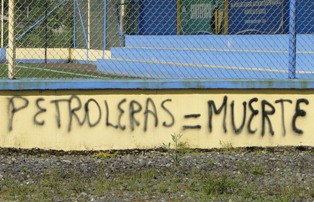 PETROLERAS = MUERTE